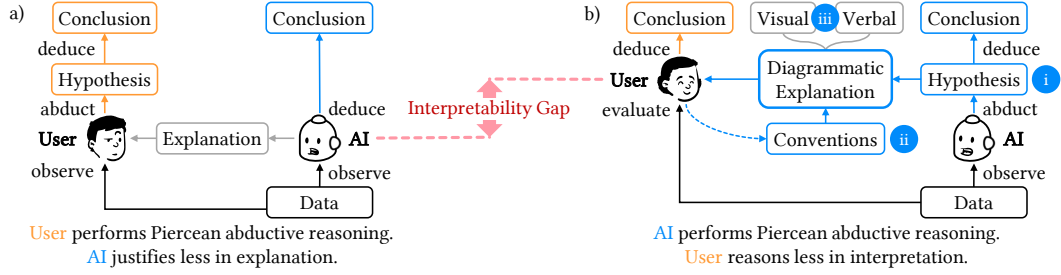 a)
Conclusion
Conclusion
deduce
Hypothesis
abduct
deduce
User
Explanation
AI
observe
observe
Data
User performs Piercean abductive reasoning.
AI justifies less in explanation.
Interpretability Gap
b)
Conclusion
Visual
iii
Verbal
Conclusion
deduce
deduce
User
Diagrammatic
Explanation
Hypothesis
i
evaluate
abduct
Conventions
ii
AI
observe
Data
AI performs Piercean abductive reasoning.
User reasons less in interpretation.